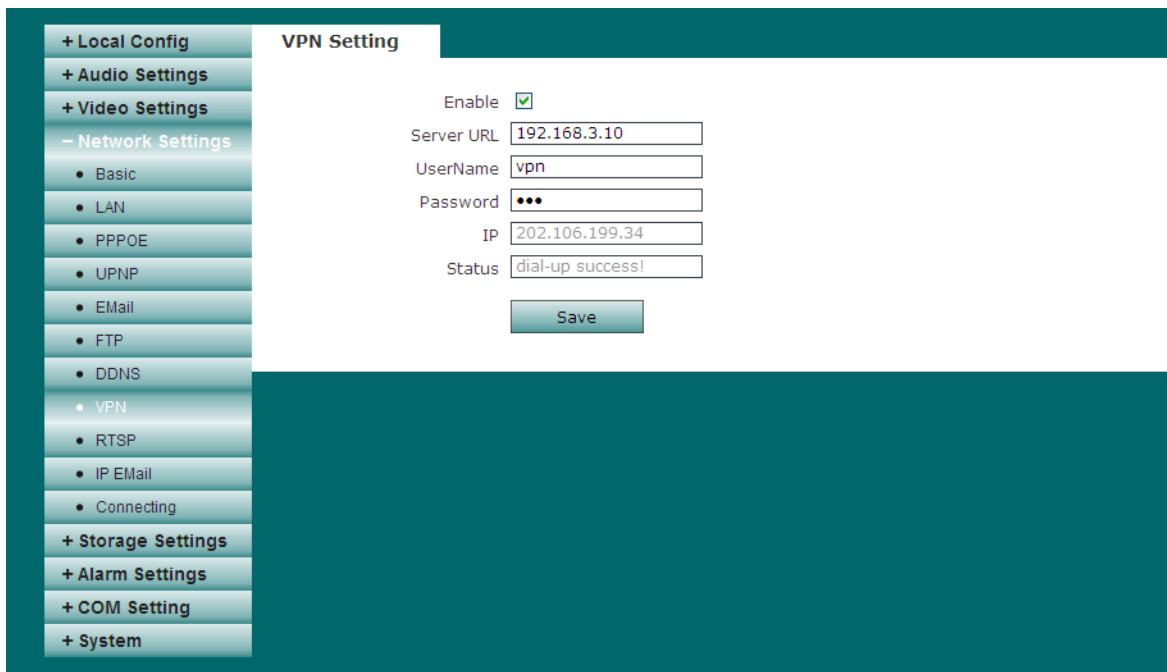 + Local Config
+ Audio Settings
+ Video Settings
– Network Settings
• Basic
• LAN
• PPPOE
• UPNP
• EMail
• FTP
• DDNS
• VPN
• RTSP
• IP EMail
• Connecting
+ Storage Settings
+ Alarm Settings
+ COM Setting
+ System
VPN Setting
Enable
Server URL 192.168.3.10
UserName vpn
Password •••
IP 202.106.199.34
Status dial-up success!
Save